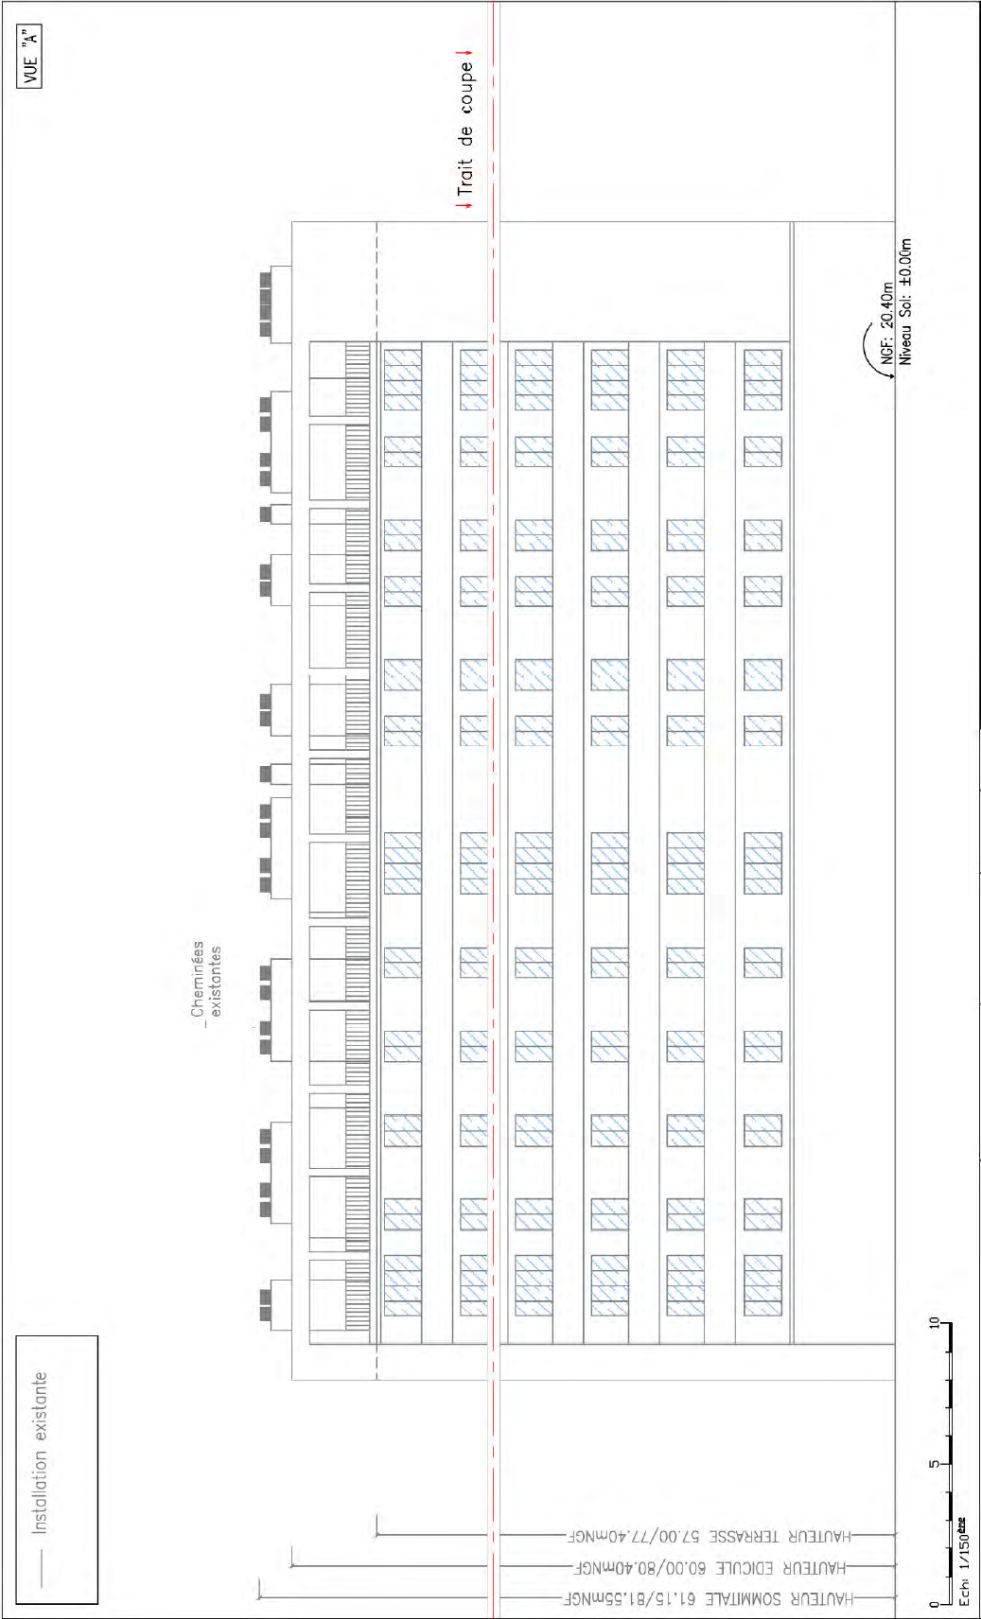 VUE "A"
Installation existante
Cheminées
existantes
Trait de coupe
NGF: 20.40m
Niveau Sol: ±0.00m
HAUTEUR TERRASSE 57.00/77.40mNGF
HAUTEUR EDICULE 60.00/80.40mNGF
HAUTEUR SOMMITALE 61.15/81.55mNGF
0 5 10
Ech: 1/150ème